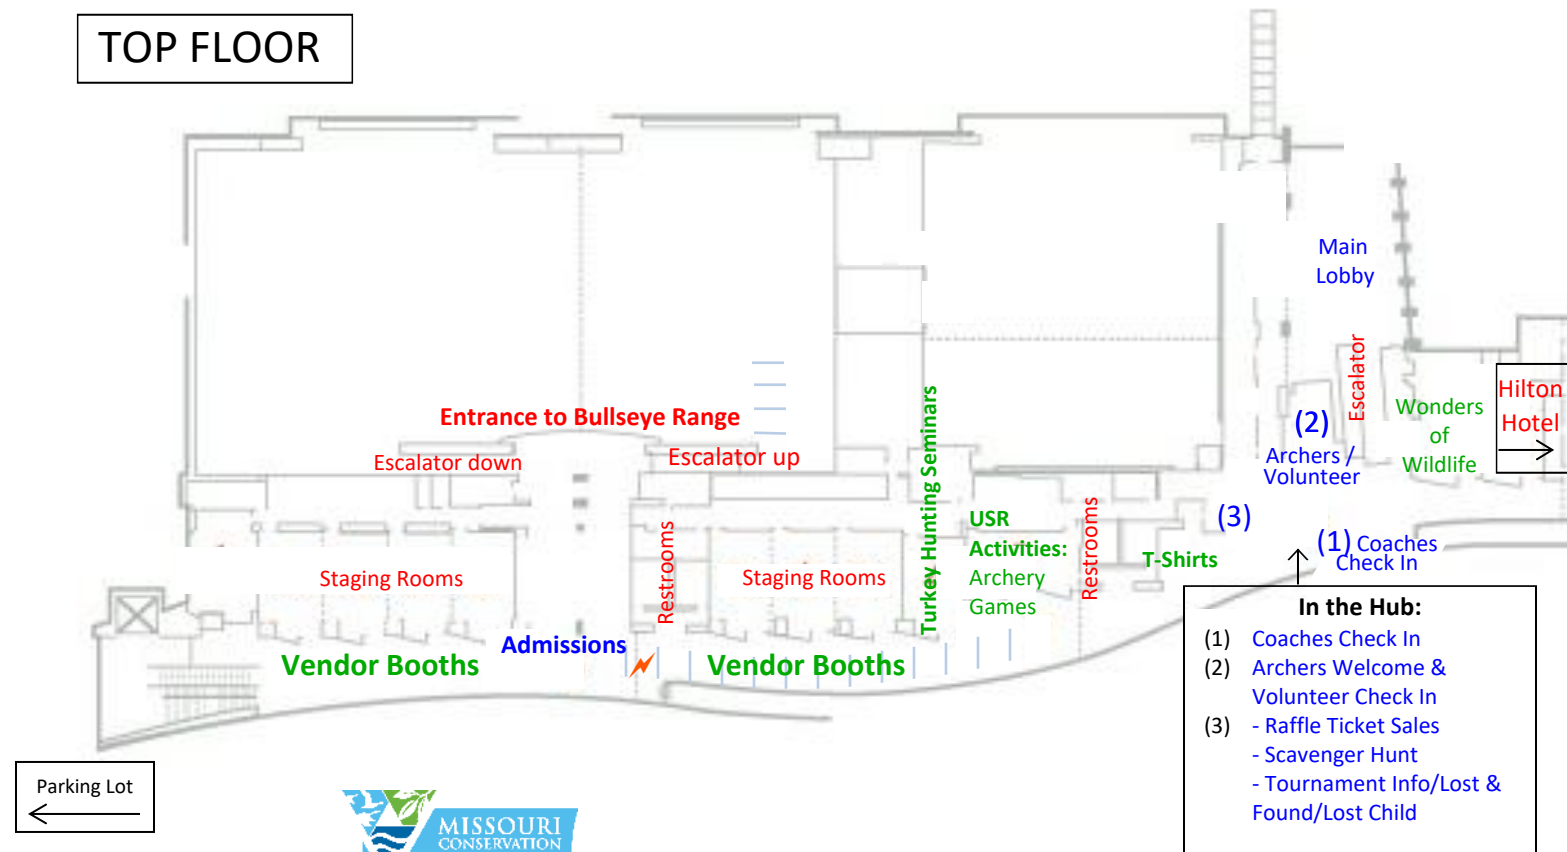 TOP FLOOR
Main
Lobby
Escalator
Hilton
Hotel
Wonders
of
Wildlife
(2)
Archers /
Volunteer
Entrance to Bullseye Range
Escalator down
Escalator up
Turkey Hunting Seminars
USR
Activities:
Archery
Games
Restrooms
(3)
(1) Coaches
Check In
T-Shirts
Staging Rooms
Restrooms
Staging Rooms
Admissions
Vendor Booths
Vendor Booths
In the Hub:
(1) Coaches Check In
(2) Archers Welcome &
Volunteer Check In
(3) - Raffle Ticket Sales
- Scavenger Hunt
- Tournament Info/Lost &
Found/Lost Child
Parking Lot
MISSOURI
CONSERVATION